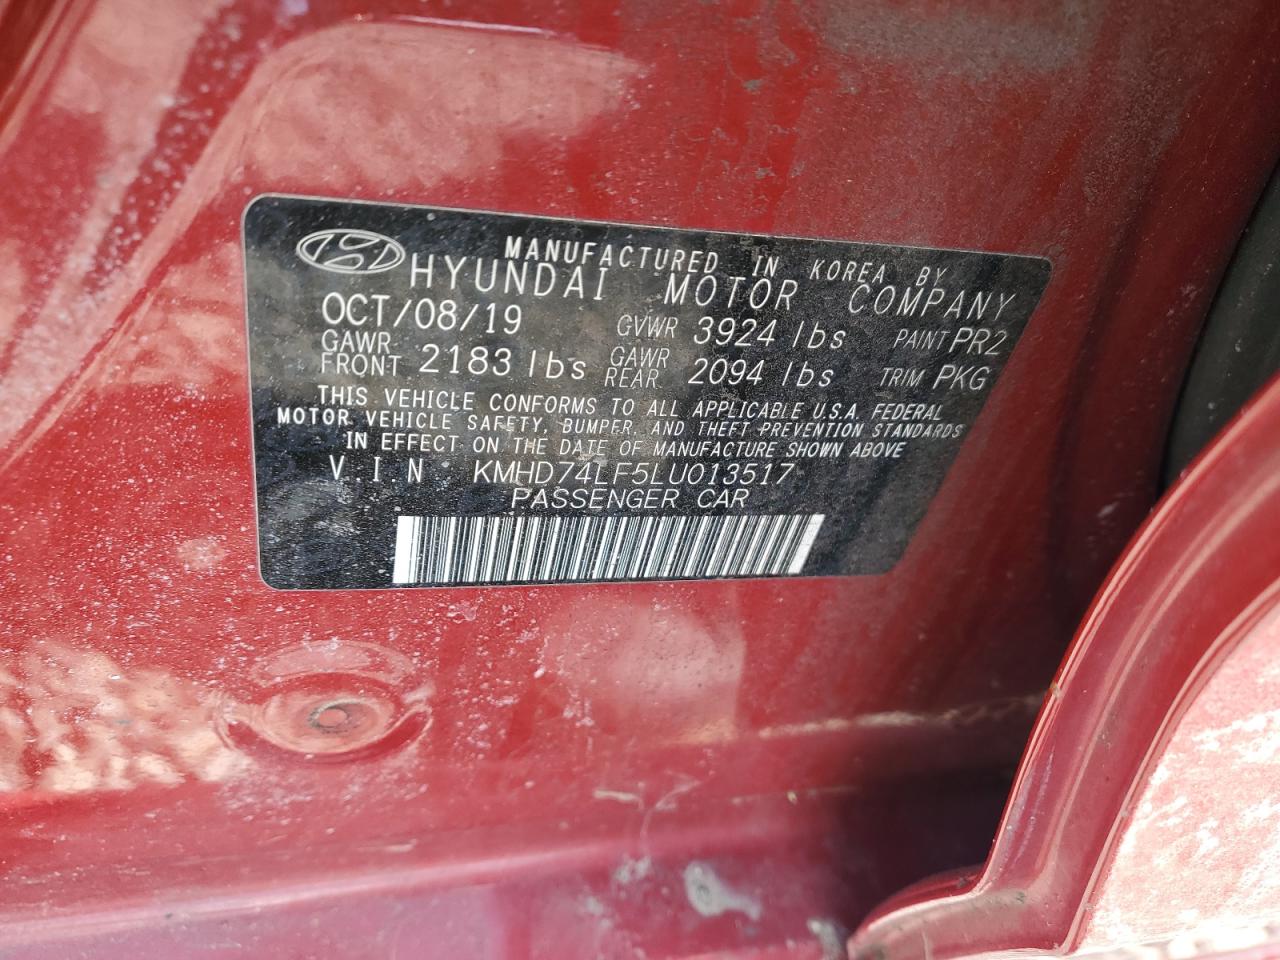 MANUFACTURED IN KOREA BY
HYUNDAI MOTOR COMPANY
OCT/08/19 GVWR 3924 lbs PAINT PR2
GAWR FRONT 2183 lbs GAWR REAR 2094 lbs TRIM PKG
THIS VEHICLE CONFORMS TO ALL APPLICABLE U.S.A. FEDERAL
MOTOR VEHICLE SAFETY, BUMPER, AND THEFT PREVENTION STANDARDS
IN EFFECT ON THE DATE OF MANUFACTURE SHOWN ABOVE
V.I.N KMHD74LF5LU013517
PASSENGER CAR